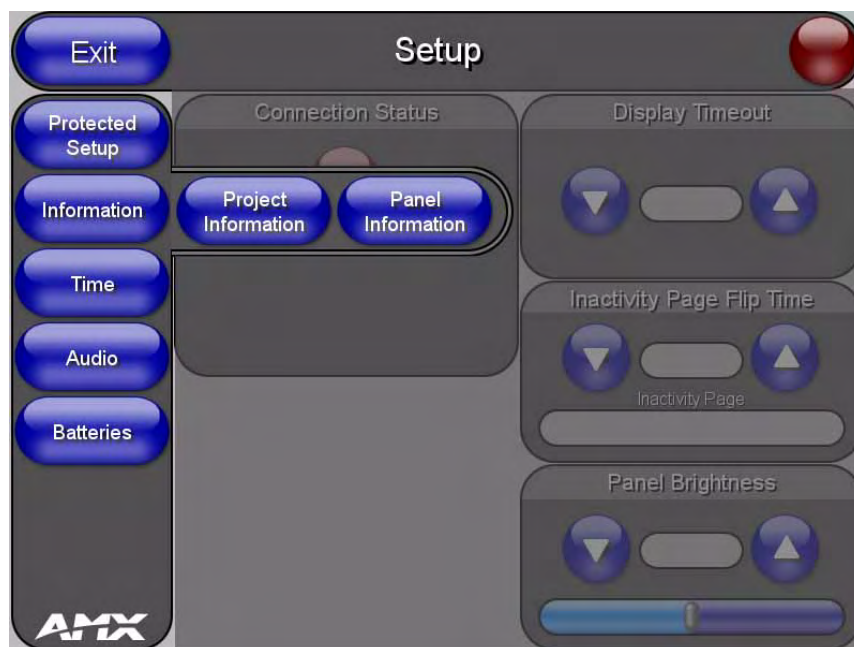 Exit
Setup
Protected
Setup
Information
Time
Audio
Batteries
AMX
Connection Status
Project
Information
Panel
Information
Display Timeout
Inactivity Page Flip Time
Inactivity Page
Panel Brightness